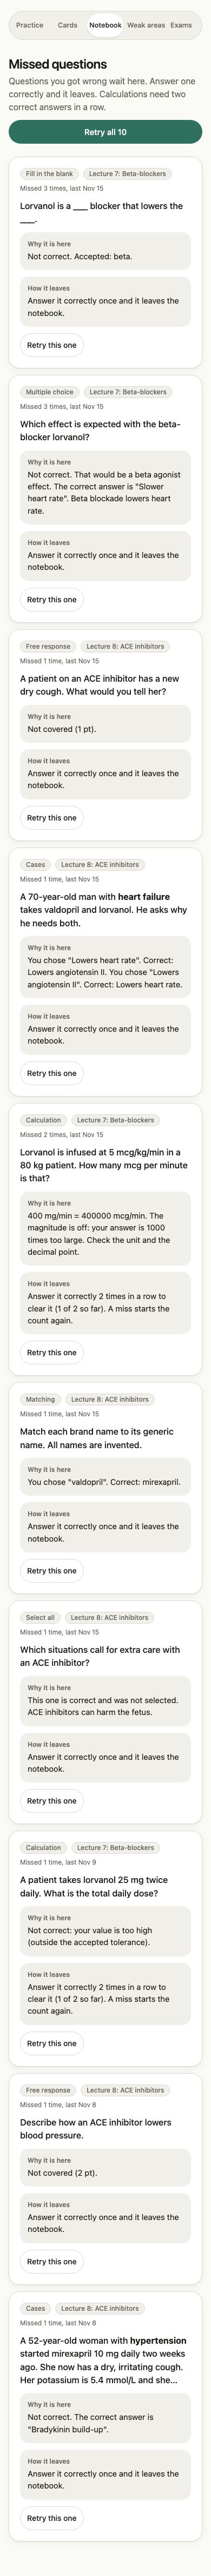 Practice Cards Notebook Weak areas Exams
Missed questions
Questions you got wrong wait here. Answer one
correctly and it leaves. Calculations need two
correct answers in a row.
Retry all 10
Fill in the blank Lecture 7: Beta-blockers
Missed 3 times, last Nov 15
Lorvanol is a ____ blocker that lowers the
____.
Why it is here
Not correct. Accepted: beta.
How it leaves
Answer it correctly once and it leaves the
notebook.
Retry this one
Multiple choice Lecture 7: Beta-blockers
Missed 3 times, last Nov 15
Which effect is expected with the beta-
blocker lorvanol?
Why it is here
Not correct. That would be a beta agonist
effect. The correct answer is "Slower
heart rate". Beta blockade lowers heart
rate.
How it leaves
Answer it correctly once and it leaves the
notebook.
Retry this one
Free response Lecture 8: ACE inhibitors
Missed 1 time, last Nov 15
A patient on an ACE inhibitor has a new
dry cough. What would you tell her?
Why it is here
Not covered (1 pt).
How it leaves
Answer it correctly once and it leaves the
notebook.
Retry this one
Cases Lecture 8: ACE inhibitors
Missed 1 time, last Nov 15
A 70-year-old man with heart failure
takes valdopril and lorvanol. He asks why
he needs both.
Why it is here
You chose "Lowers heart rate". Correct:
Lowers angiotensin II. You chose "Lowers
angiotensin II". Correct: Lowers heart rate.
How it leaves
Answer it correctly once and it leaves the
notebook.
Retry this one
Calculation Lecture 7: Beta-blockers
Missed 2 times, last Nov 15
Lorvanol is infused at 5 mcg/kg/min in a
80 kg patient. How many mcg per minute
is that?
Why it is here
400 mg/min = 400000 mcg/min. The
magnitude is off: your answer is 1000
times too large. Check the unit and the
decimal point.
How it leaves
Answer it correctly 2 times in a row to
clear it (1 of 2 so far). A miss starts the
count again.
Retry this one
Matching Lecture 8: ACE inhibitors
Missed 1 time, last Nov 15
Match each brand name to its generic
name. All names are invented.
Why it is here
You chose "valdopril". Correct: mirexapril.
How it leaves
Answer it correctly once and it leaves the
notebook.
Retry this one
Select all Lecture 8: ACE inhibitors
Missed 1 time, last Nov 15
Which situations call for extra care with
an ACE inhibitor?
Why it is here
This one is correct and was not selected.
ACE inhibitors can harm the fetus.
How it leaves
Answer it correctly once and it leaves the
notebook.
Retry this one
Calculation Lecture 7: Beta-blockers
Missed 1 time, last Nov 9
A patient takes lorvanol 25 mg twice
daily. What is the total daily dose?
Why it is here
Not correct: your value is too high
(outside the accepted tolerance).
How it leaves
Answer it correctly 2 times in a row to
clear it (1 of 2 so far). A miss starts the
count again.
Retry this one
Free response Lecture 8: ACE inhibitors
Missed 1 time, last Nov 8
Describe how an ACE inhibitor lowers
blood pressure.
Why it is here
Not covered (2 pt).
How it leaves
Answer it correctly once and it leaves the
notebook.
Retry this one
Cases Lecture 8: ACE inhibitors
Missed 1 time, last Nov 8
A 52-year-old woman with hypertension
started mirexapril 10 mg daily two weeks
ago. She now has a dry, irritating cough.
Her potassium is 5.4 mmol/L and she...
Why it is here
Not correct. The correct answer is
"Bradykinin build-up".
How it leaves
Answer it correctly once and it leaves the
notebook.
Retry this one